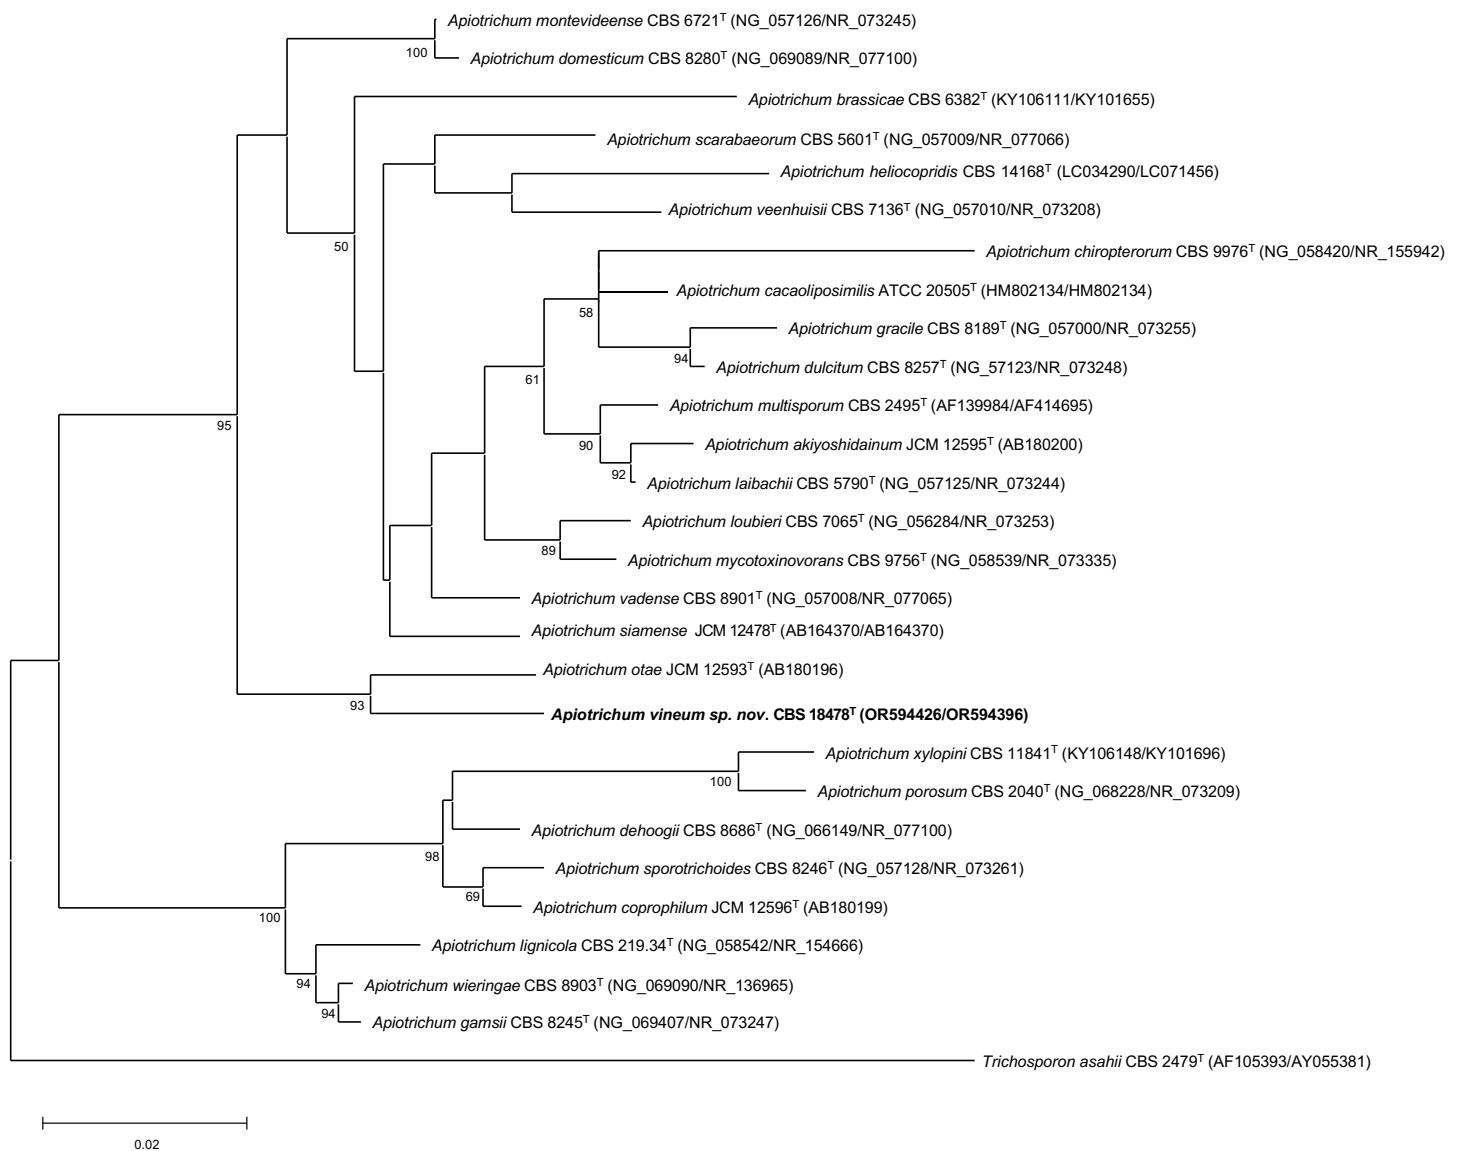 Apiotrichum montevideense CBS 6721ᵀ (NG_057126/NR_073245)
100
Apiotrichum domesticum CBS 8280ᵀ (NG_069089/NR_077100)
Apiotrichum brassicae CBS 6382ᵀ (KY106111/KY101655)
Apiotrichum scarabaeorum CBS 5601ᵀ (NG_057009/NR_077066)
Apiotrichum heliocopridis CBS 14168ᵀ (LC034290/LC071456)
Apiotrichum veenhuisii CBS 7136ᵀ (NG_057010/NR_073208)
50
Apiotrichum chiropterorum CBS 9976ᵀ (NG_058420/NR_155942)
Apiotrichum cacaoliposimilis ATCC 20505ᵀ (HM802134/HM802134)
58
Apiotrichum gracile CBS 8189ᵀ (NG_057000/NR_073255)
94
Apiotrichum dulcitum CBS 8257ᵀ (NG_57123/NR_073248)
61
Apiotrichum multisporum CBS 2495ᵀ (AF139984/AF414695)
95
90
Apiotrichum akiyoshidainum JCM 12595ᵀ (AB180200)
92
Apiotrichum laibachii CBS 5790ᵀ (NG_057125/NR_073244)
Apiotrichum loubieri CBS 7065ᵀ (NG_056284/NR_073253)
89
Apiotrichum mycotoxinovorans CBS 9756ᵀ (NG_058539/NR_073335)
Apiotrichum vadense CBS 8901ᵀ (NG_057008/NR_077065)
Apiotrichum siamense JCM 12478ᵀ (AB164370/AB164370)
Apiotrichum otae JCM 12593ᵀ (AB180196)
93
Apiotrichum vineum sp. nov. CBS 18478ᵀ (OR594426/OR594396)
Apiotrichum xylopini CBS 11841ᵀ (KY106148/KY101696)
100
Apiotrichum porosum CBS 2040ᵀ (NG_068228/NR_073209)
Apiotrichum dehoogii CBS 8686ᵀ (NG_066149/NR_077100)
98
Apiotrichum sporotrichoides CBS 8246ᵀ (NG_057128/NR_073261)
69
Apiotrichum coprophilum JCM 12596ᵀ (AB180199)
100
Apiotrichum lignicola CBS 219.34ᵀ (NG_058542/NR_154666)
94
Apiotrichum wieringae CBS 8903ᵀ (NG_069090/NR_136965)
94
Apiotrichum gamsii CBS 8245ᵀ (NG_069407/NR_073247)
Trichosporon asahii CBS 2479ᵀ (AF105393/AY055381)
0.02